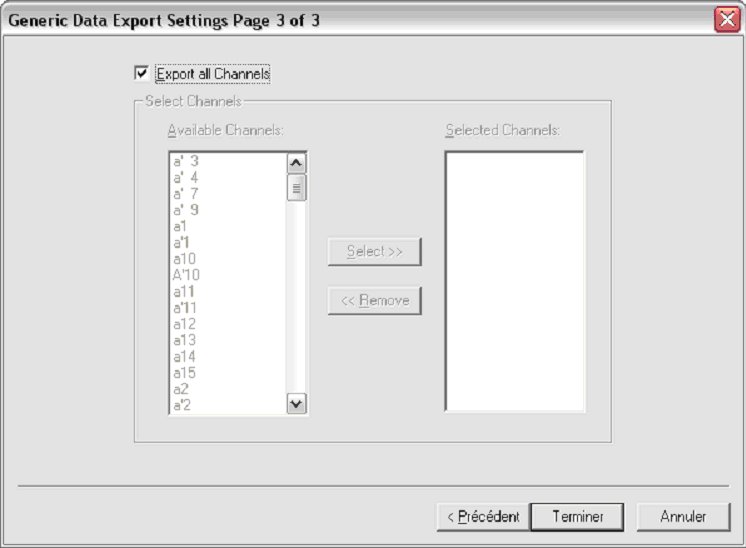 Generic Data Export Settings Page 3 of 3
Export all Channels
Select Channels
Available Channels:
Selected Channels:
a' 3
a' 4
a' 7
a' 9
a1
a'1
a10
A'10
a11
a'11
a12
a13
a14
a15
a2
a'2
Select >>
<< Remove
< Précédent
Terminer
Annuler